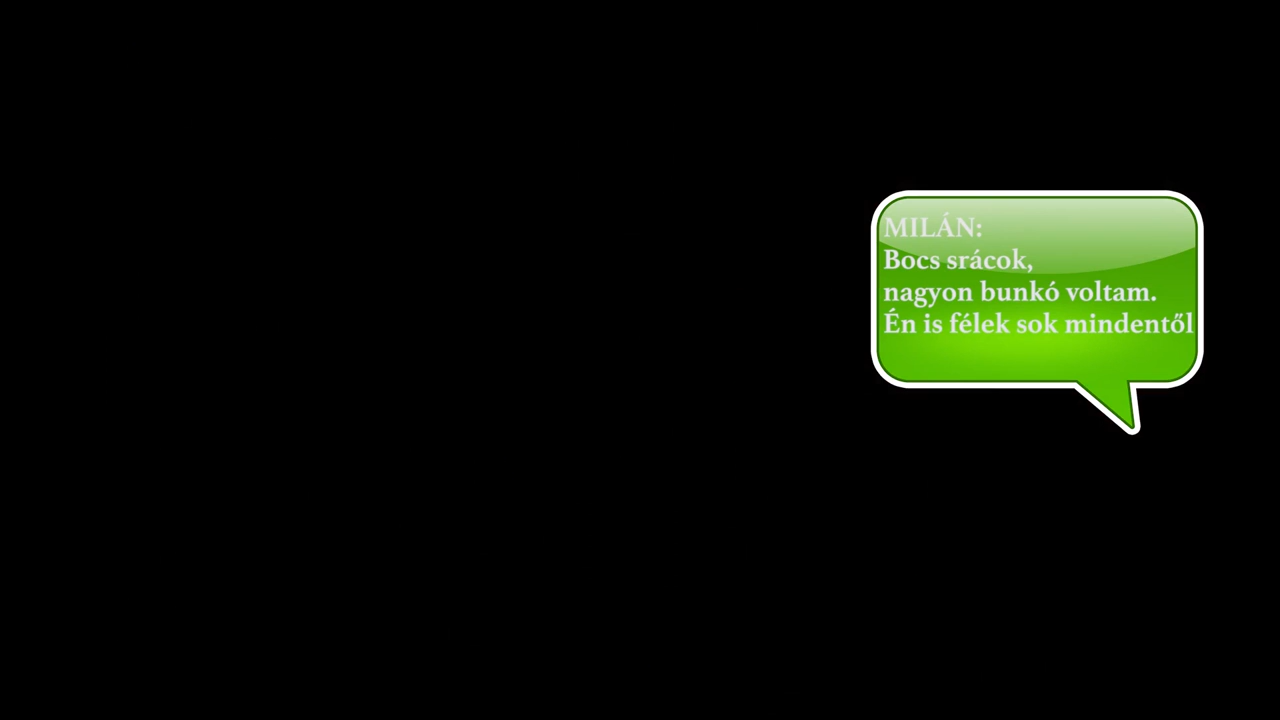 MILÁN:
Bocs srácok,
nagyon bunkó voltam.
Én is félek sok mindentől